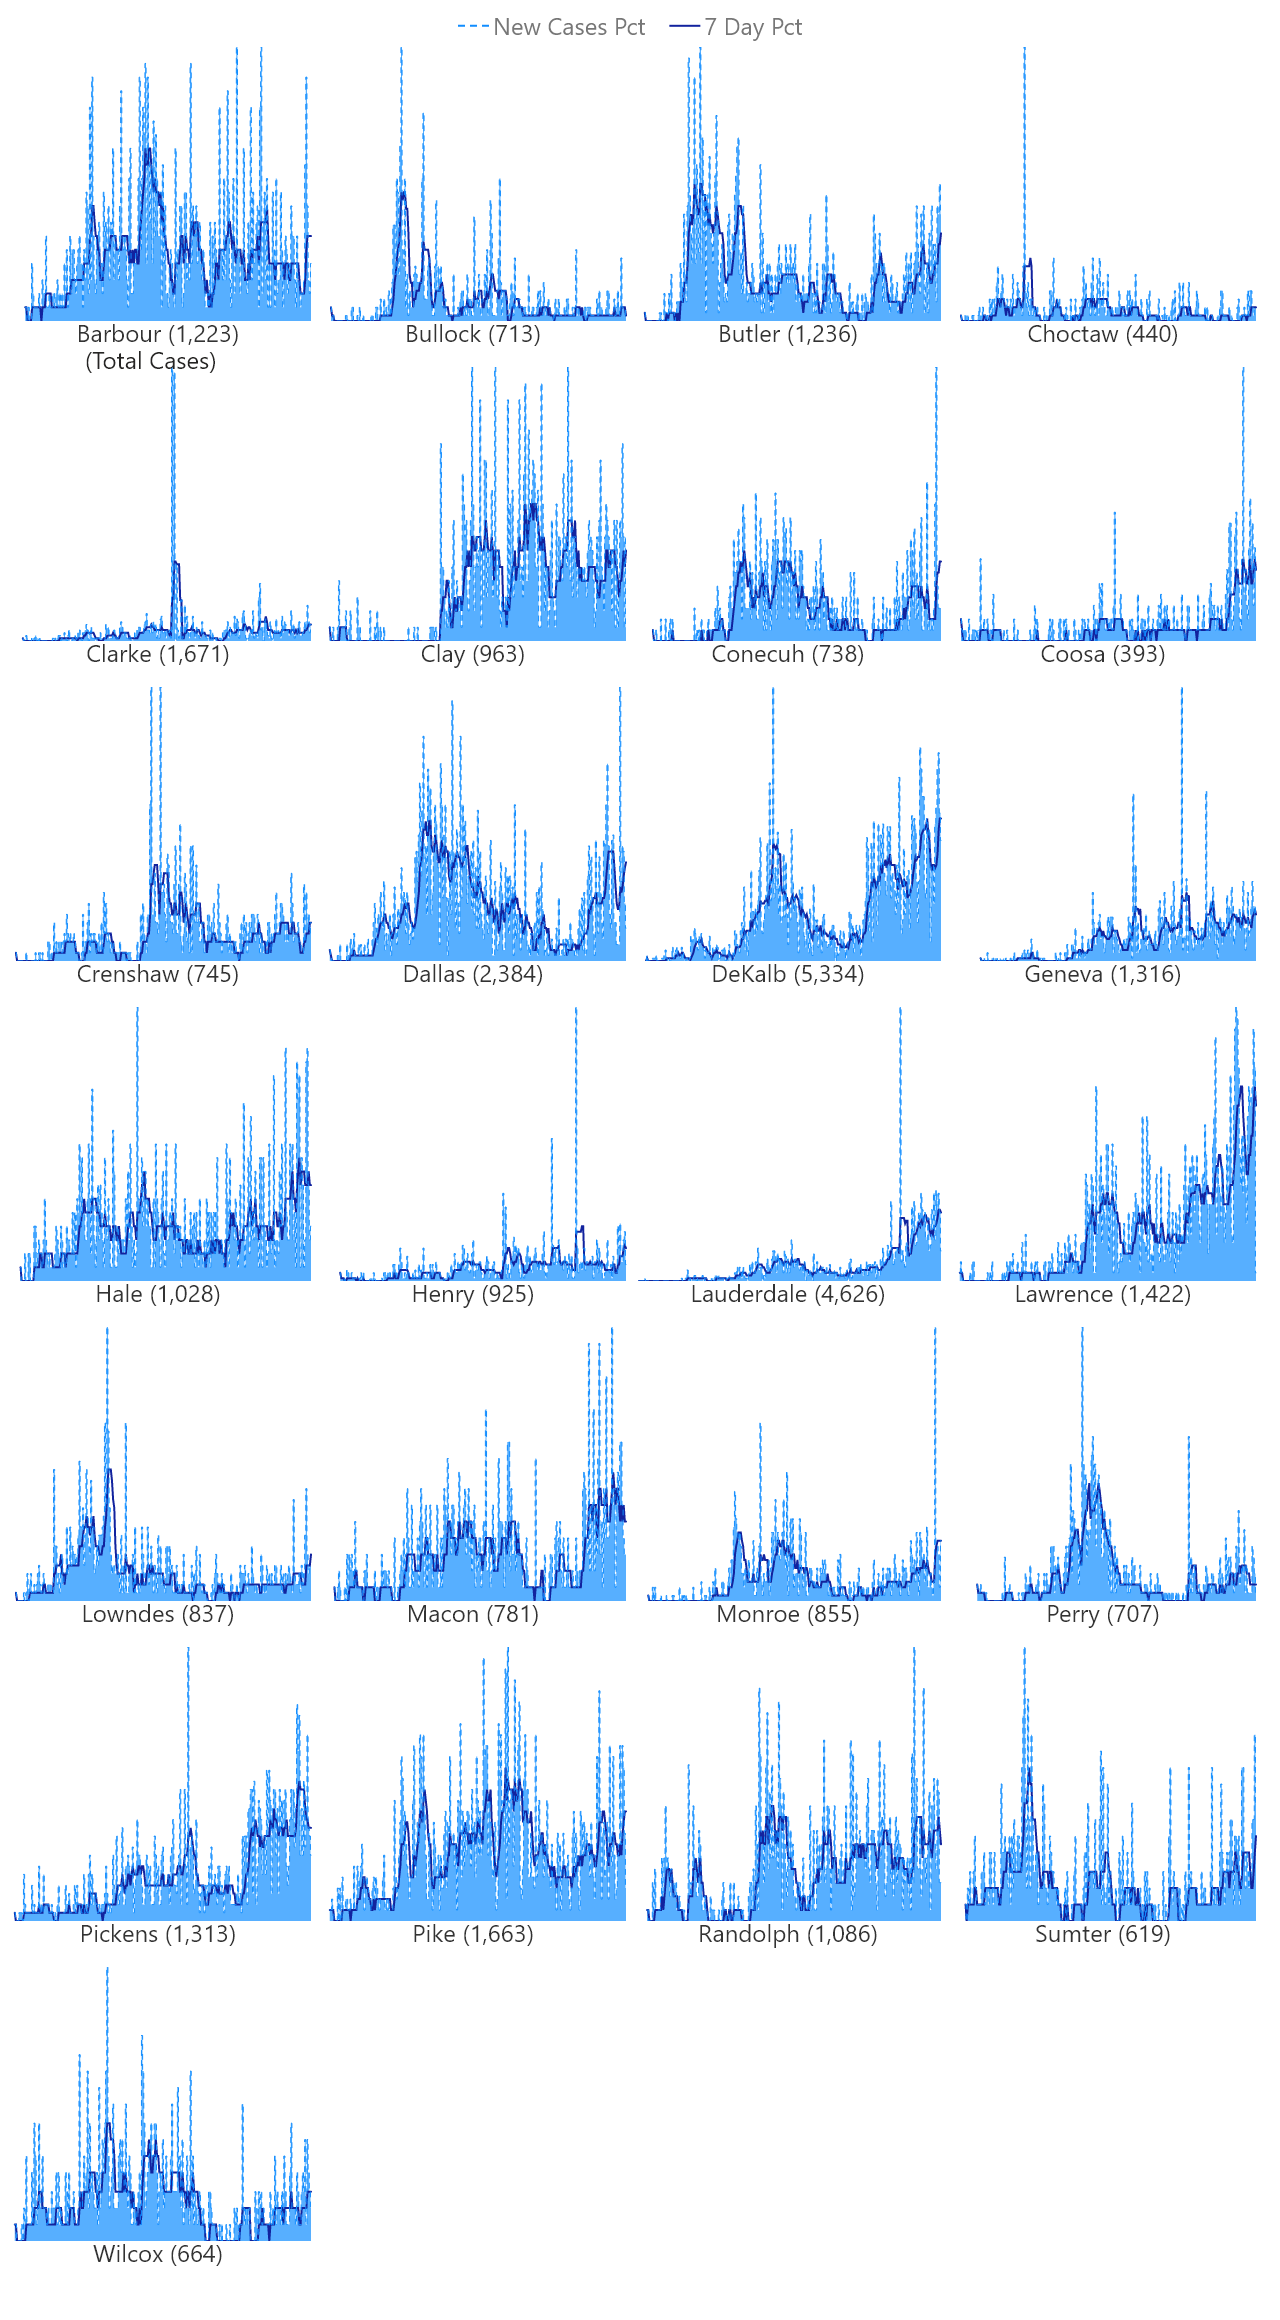 New Cases Pct 7 Day Pct
Barbour (1,223) Bullock (713) Butler (1,236) Choctaw (440)
(Total Cases)
Clarke (1,671) Clay (963) Conecuh (738) Coosa (393)
Crenshaw (745) Dallas (2,384) DeKalb (5,334) Geneva (1,316)
Hale (1,028) Henry (925) Lauderdale (4,626) Lawrence (1,422)
Lowndes (837) Macon (781) Monroe (855) Perry (707)
Pickens (1,313) Pike (1,663) Randolph (1,086) Sumter (619)
Wilcox (664)